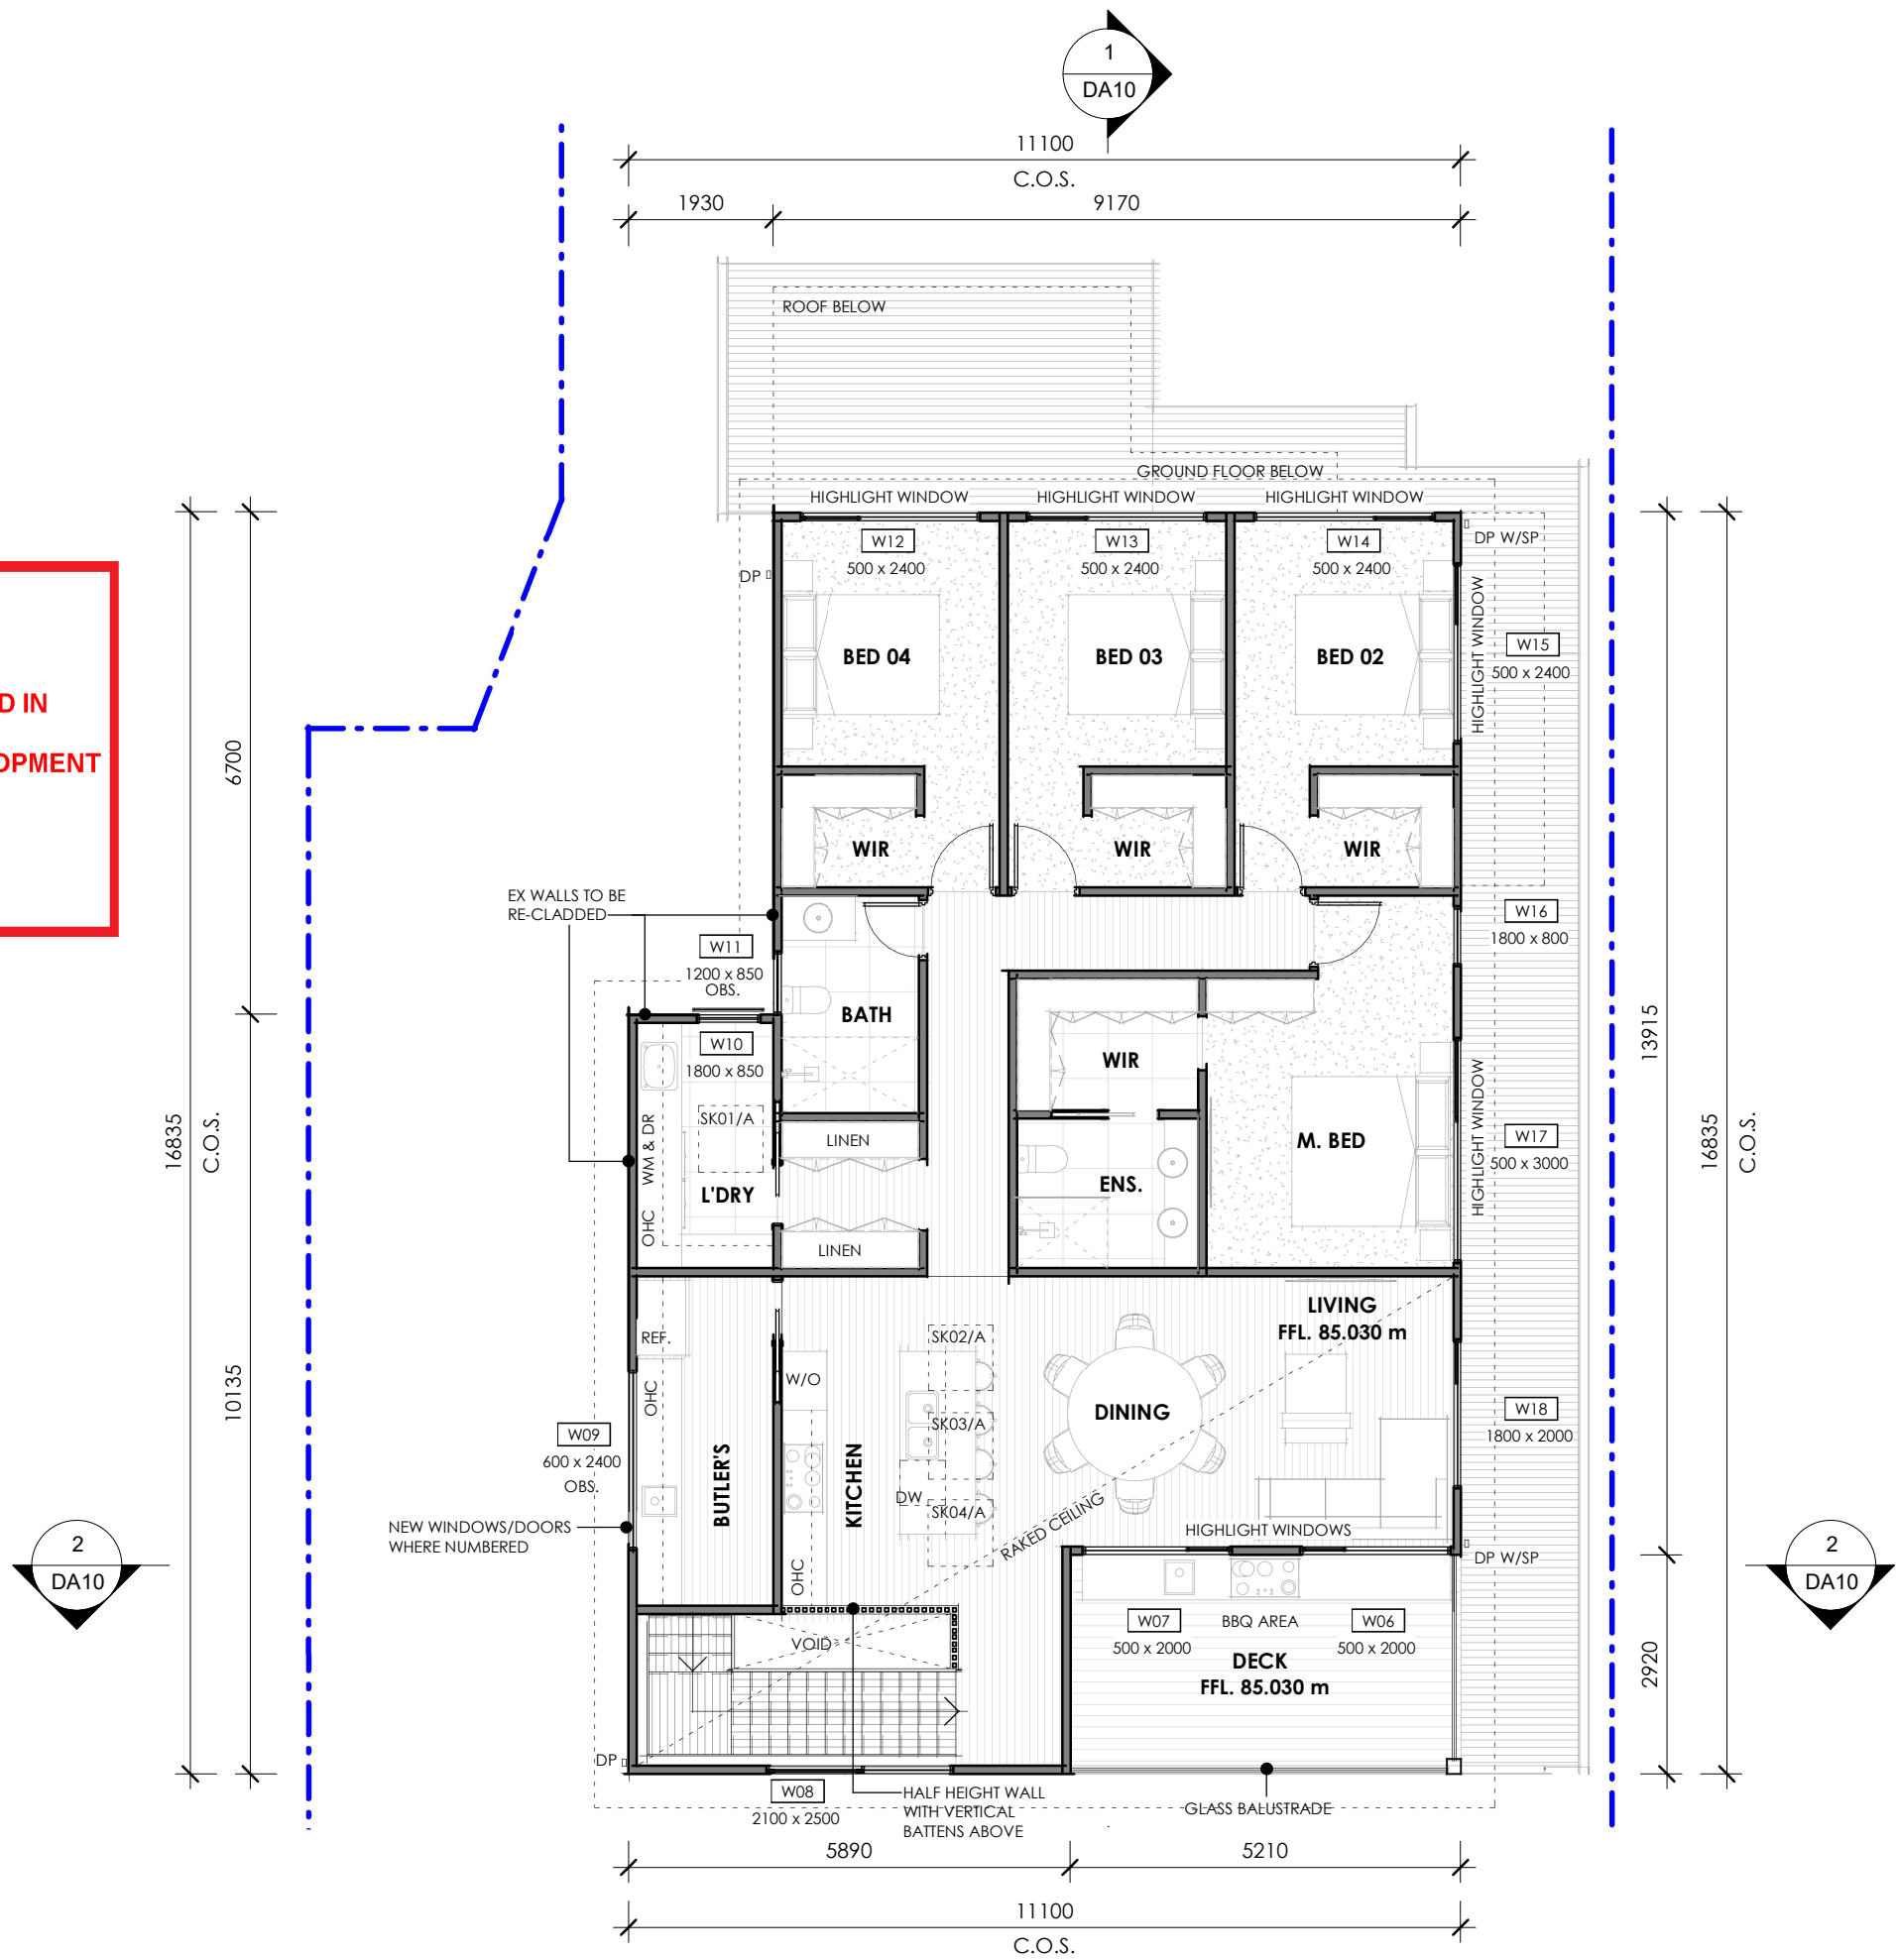 1
DA10
11100
C.O.S.
1930
9170
ROOF BELOW
GROUND FLOOR BELOW
HIGHLIGHT WINDOW
HIGHLIGHT WINDOW
HIGHLIGHT WINDOW
W12
500 x 2400
W13
500 x 2400
W14
500 x 2400
DP W/SP
DP
HIGHLIGHT WINDOW
W15
500 x 2400
BED 04
BED 03
BED 02
D IN
OPMENT
6700
WIR
WIR
WIR
EX WALLS TO BE
RE-CLADDED
W11
1200 x 850
OBS.
W16
1800 x 800
BATH
W10
1800 x 850
WIR
13915
16835
C.O.S.
16835
C.O.S.
SK01/A
WM & DR
LINEN
M. BED
HIGHLIGHT WINDOW
W17
500 x 3000
L'DRY
ENS.
OHC
LINEN
LIVING
FFL. 85.030 m
REF.
SK02/A
10135
W/O
OHC
DINING
SK03/A
W18
1800 x 2000
W09
600 x 2400
OBS.
BUTLER'S
KITCHEN
DW
SK04/A
RAKED CEILING
NEW WINDOWS/DOORS
WHERE NUMBERED
HIGHLIGHT WINDOWS
DP W/SP
2
DA10
2
DA10
OHC
W07
500 x 2000
BBQ AREA
W06
500 x 2000
VOID
DECK
FFL. 85.030 m
2920
DP
W08
2100 x 2500
HALF HEIGHT WALL
WITH VERTICAL
BATTENS ABOVE
GLASS BALUSTRADE
5890
5210
11100
C.O.S.